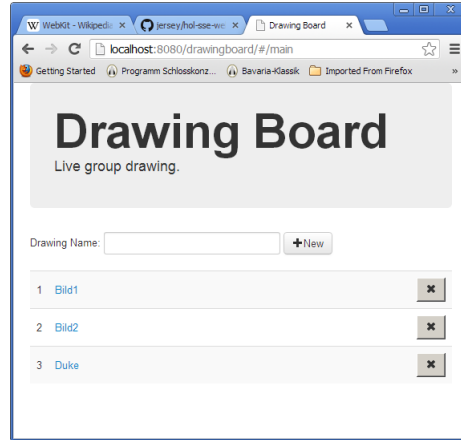 WebKit - Wikipedia
jersey/hol-sse-we
Drawing Board
localhost:8080/drawingboard/#/main
Getting Started Programm Schlosskonz... Bavaria-Klassik Imported From Firefox »
Drawing Board
Live group drawing.
Drawing Name: New
1 Bild1
2 Bild2
3 Duke